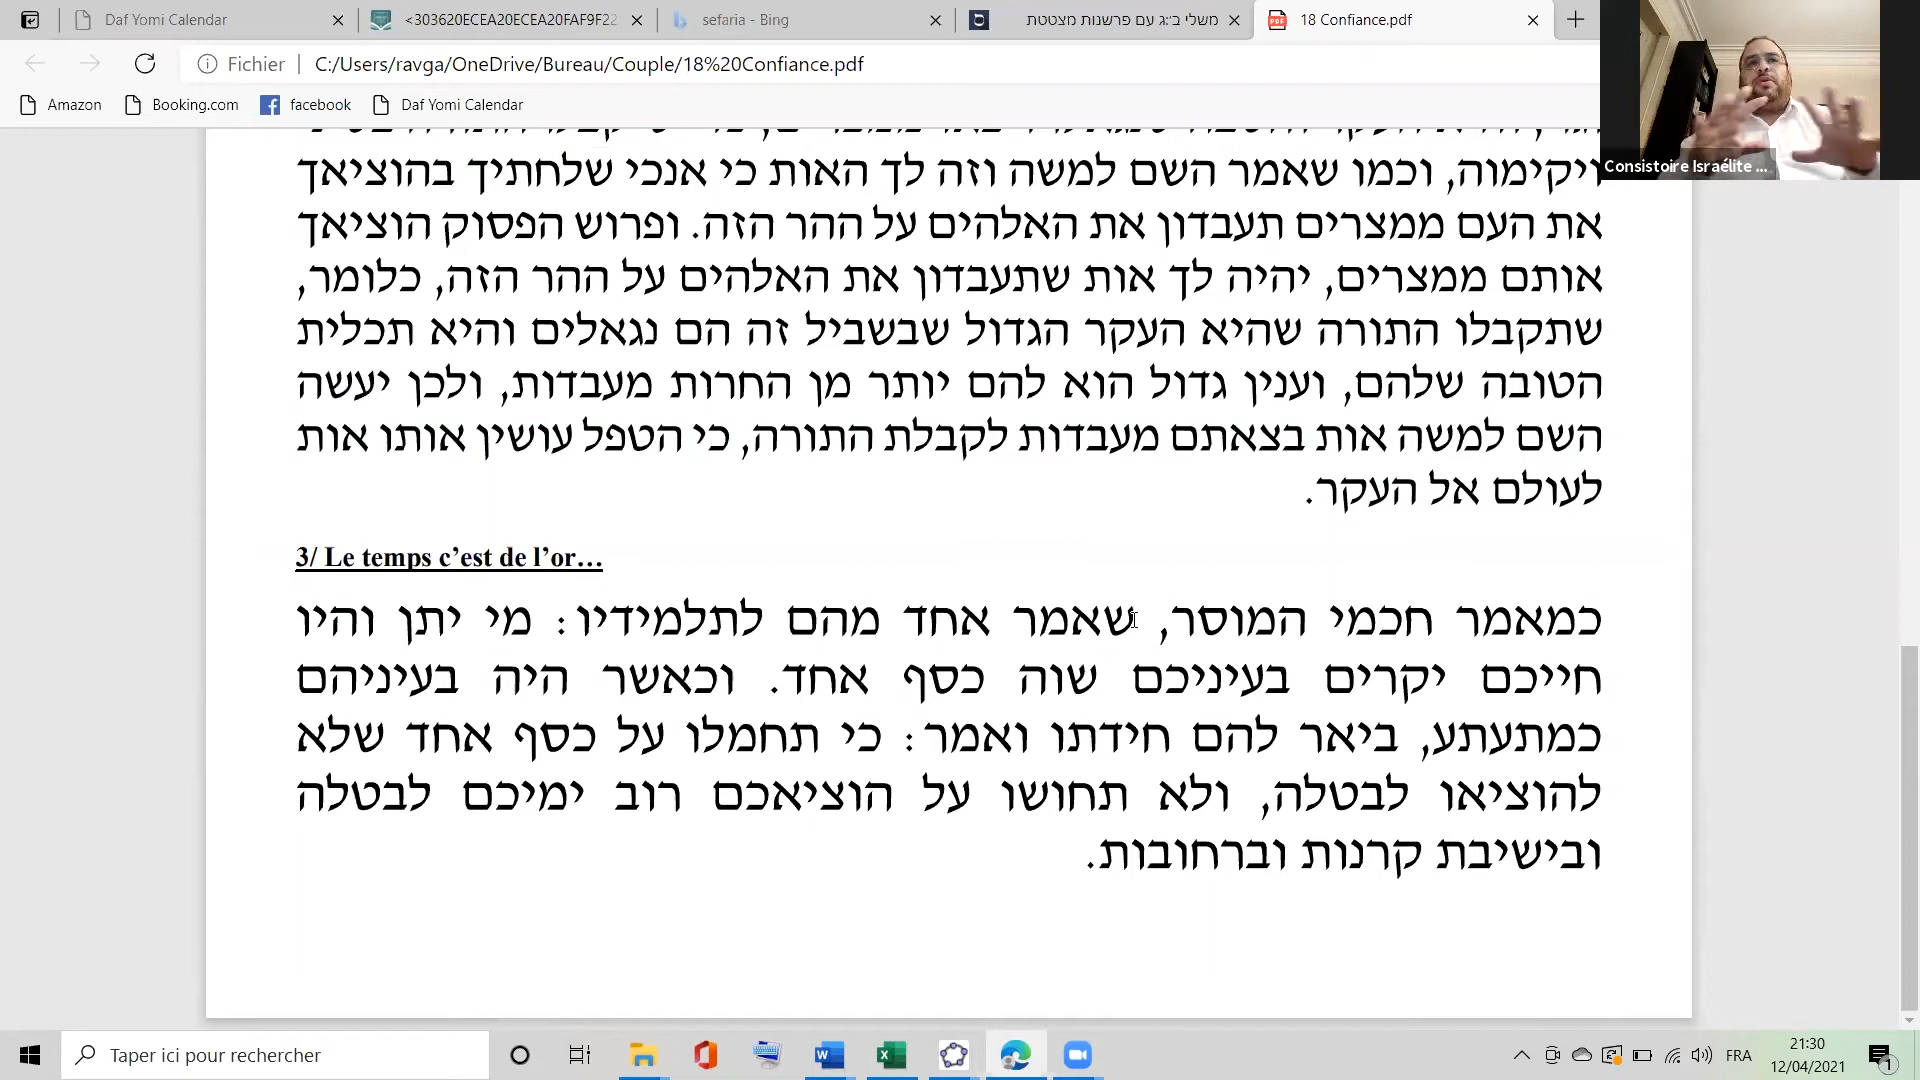 Daf Yomi Calendar
<303620ECEA20ECEA20FAF9F22
sefaria - Bing
משלי ב׳:ג עם פרשנות מצטטת
18 Confiance.pdf
Fichier
C:/Users/ravga/OneDrive/Bureau/Couple/18%20Confiance.pdf
Amazon
Booking.com
facebook
Daf Yomi Calendar
Consistoire Israélite ...
ויקימוה, וכמו שאמר השם למשה וזה לך האות כי אנכי שלחתיך בהוציאך
את העם ממצרים תעבדון את האלהים על ההר הזה. ופרוש הפסוק הוציאך
אותם ממצרים, יהיה לך אות שתעבדון את האלהים על ההר הזה, כלומר,
שתקבלו התורה שהיא העקר הגדול שבשביל זה הם נגאלים והיא תכלית
הטובה שלהם, וענין גדול הוא להם יותר מן החרות מעבדות, ולכן יעשה
השם למשה אות בצאתם מעבדות לקבלת התורה, כי הטפל עושין אותו אות
לעולם אל העקר.
3/ Le temps c’est de l’or…
כמאמר חכמי המוסר, שאמר אחד מהם לתלמידיו: מי יתן והיו
חייכם יקרים בעיניכם שוה כסף אחד. וכאשר היה בעיניהם
כמתעתע, ביאר להם חידתו ואמר: כי תחמלו על כסף אחד שלא
להוציאו לבטלה, ולא תחושו על הוציאכם רוב ימיכם לבטלה
ובישיבת קרנות וברחובות.
Taper ici pour rechercher
FRA
21:30
12/04/2021
1